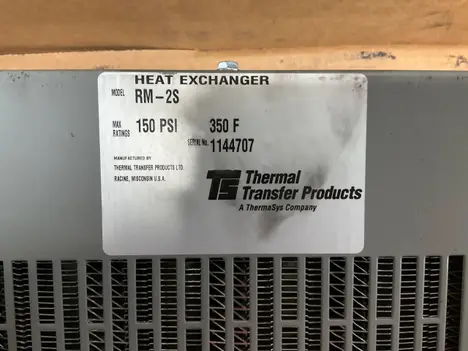 HEAT EXCHANGER
MODEL RM-2S
MAX RATINGS 150 PSI 350 F
SERIAL No. 1144707
MANUFACTURED BY
THERMAL TRANSFER PRODUCTS LTD.
RACINE, WISCONSIN U.S.A.
TTP Thermal
Transfer Products
A ThermaSys Company